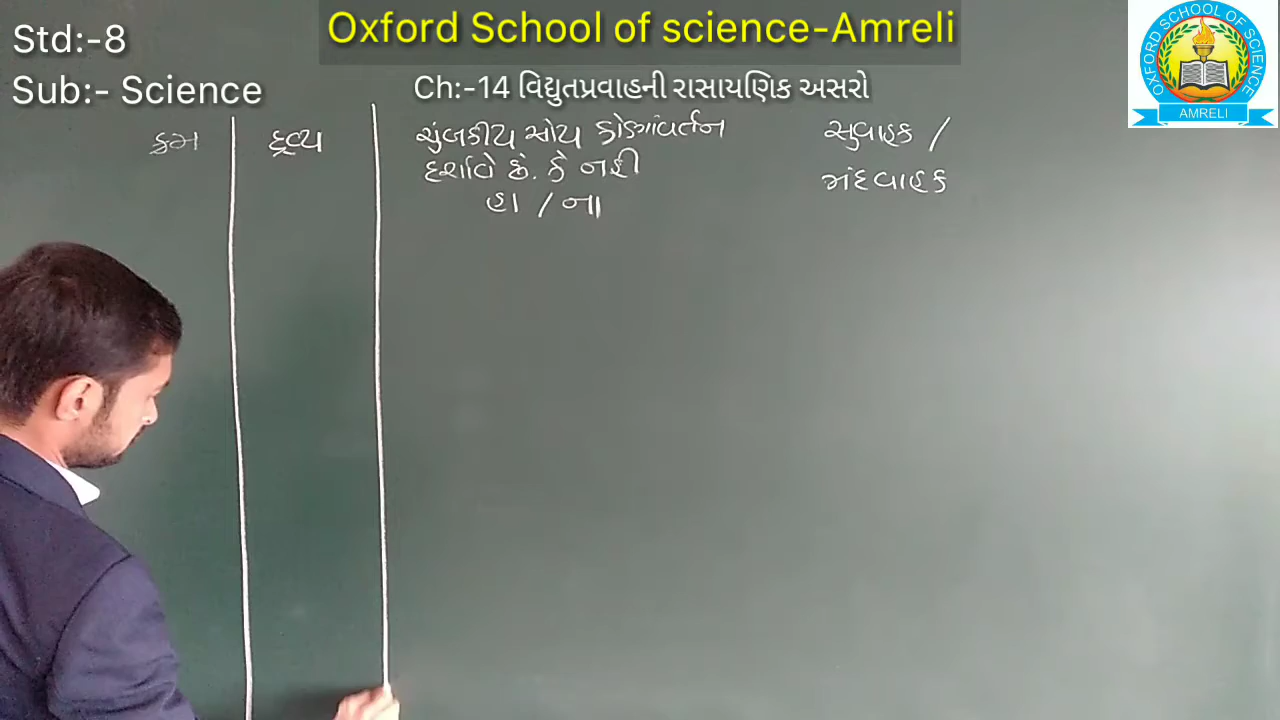 Std:-8
Oxford School of science-Amreli
Sub:- Science
Ch:-14 વિદ્યુતપ્રવાહની રાસાયણિક અસરો
OXFORD SCHOOL OF SCIENCE
AMRELI
ક્રમ
દ્રવ્ય
ચુંબકીય સોય કોણાંવર્તન
દર્શાવે છે. કે નહી
હા / ના
સુવાહક /
મંદવાહક